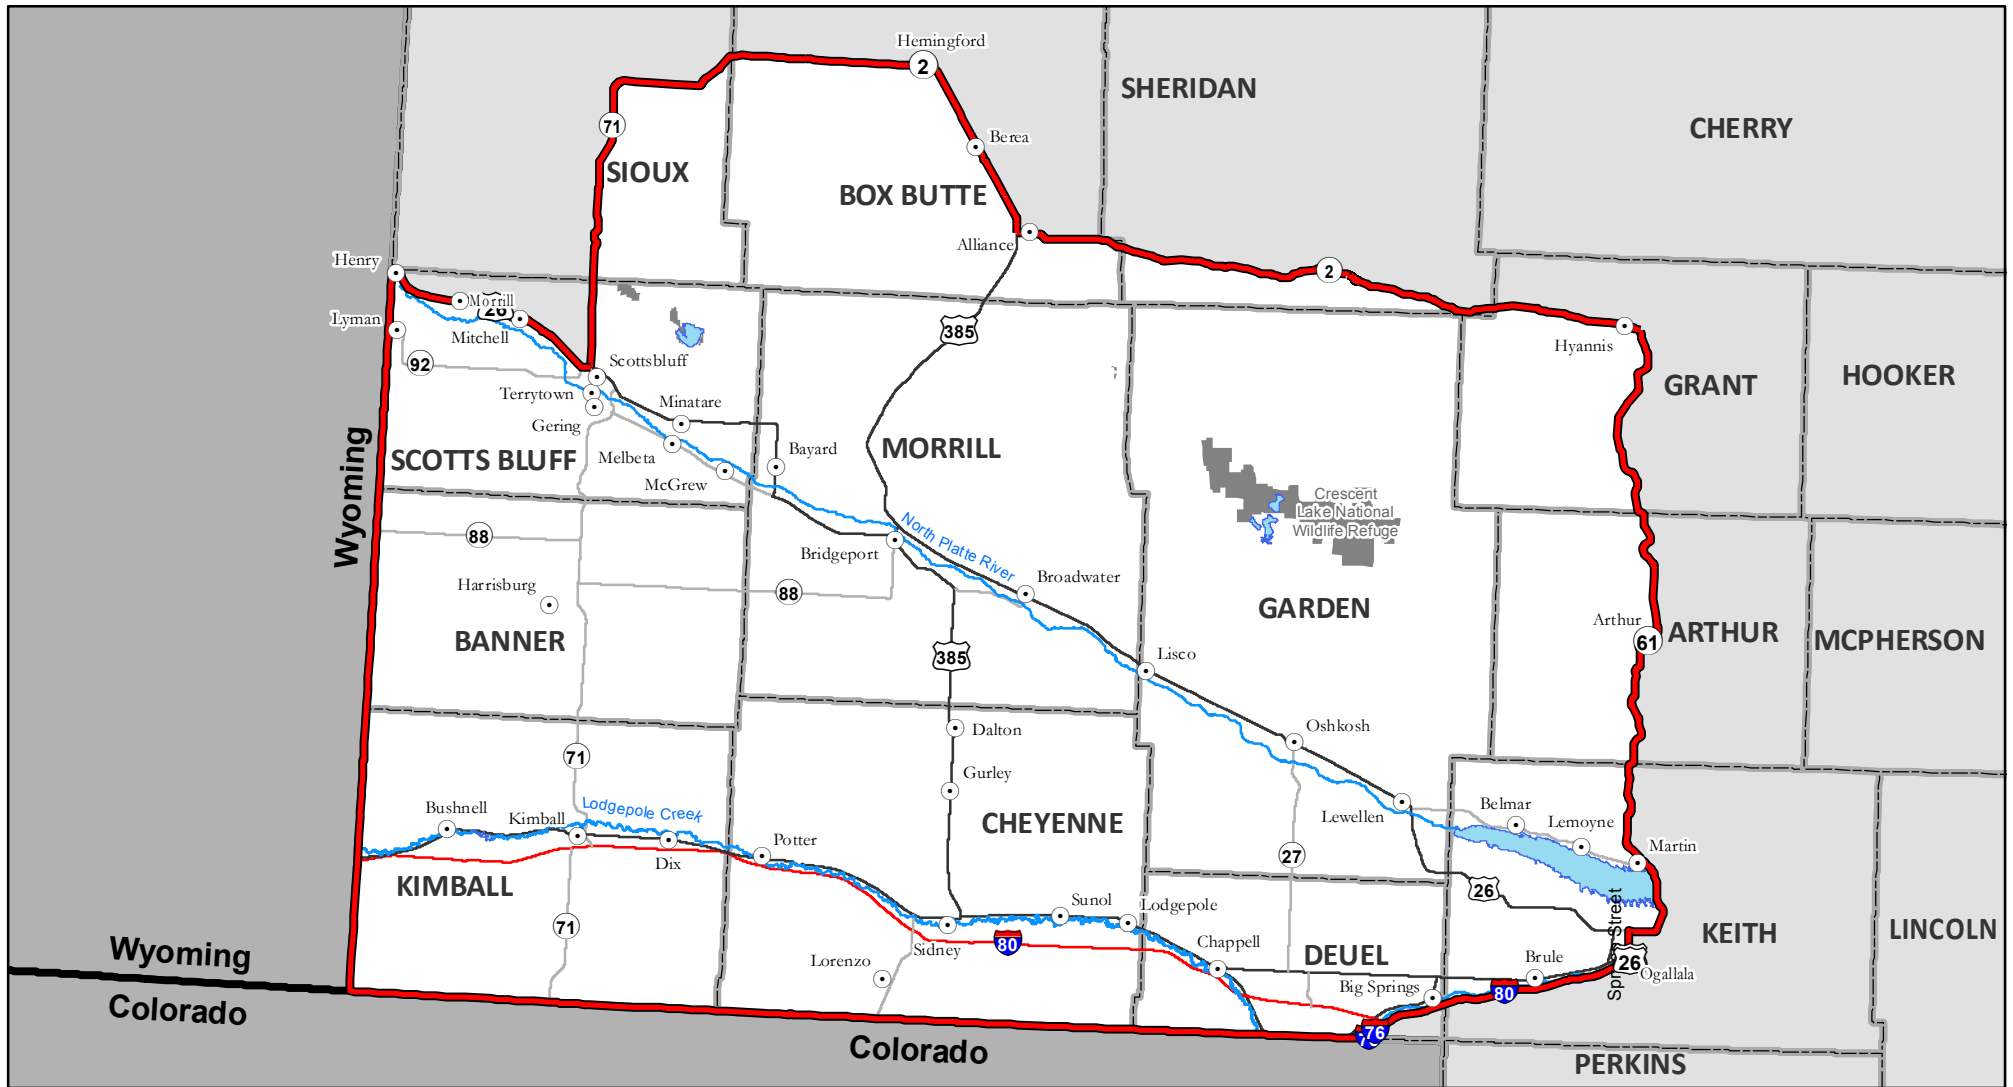 Hemingford
2
SHERIDAN
CHERRY
71
Berea
SIOUX
BOX BUTTE
Alliance
Henry
2
Morrill
26
Lyman
Mitchell
385
Hyannis
92
Scottsbluff
GRANT
HOOKER
Terrytown
Minatare
Gering
Wyoming
SCOTTS BLUFF
Melbeta
Bayard
MORRILL
McGrew
Crescent
Lake National
Wildlife Refuge
88
Bridgeport
North Platte River
Harrisburg
88
Broadwater
GARDEN
BANNER
Arthur
61
ARTHUR
MCPHERSON
385
Lisco
Dalton
Oshkosh
71
Gurley
Bushnell
Kimball
Lodgepole Creek
CHEYENNE
Belmar
Lewellen
Lemoyne
Potter
Dix
27
Martin
KIMBALL
26
Sunol
Lodgepole
71
Sidney
80
Chappell
DEUEL
KEITH
LINCOLN
Wyoming
Lorenzo
Brule
26
Ogallala
Big Springs
80
Colorado
76
Colorado
PERKINS